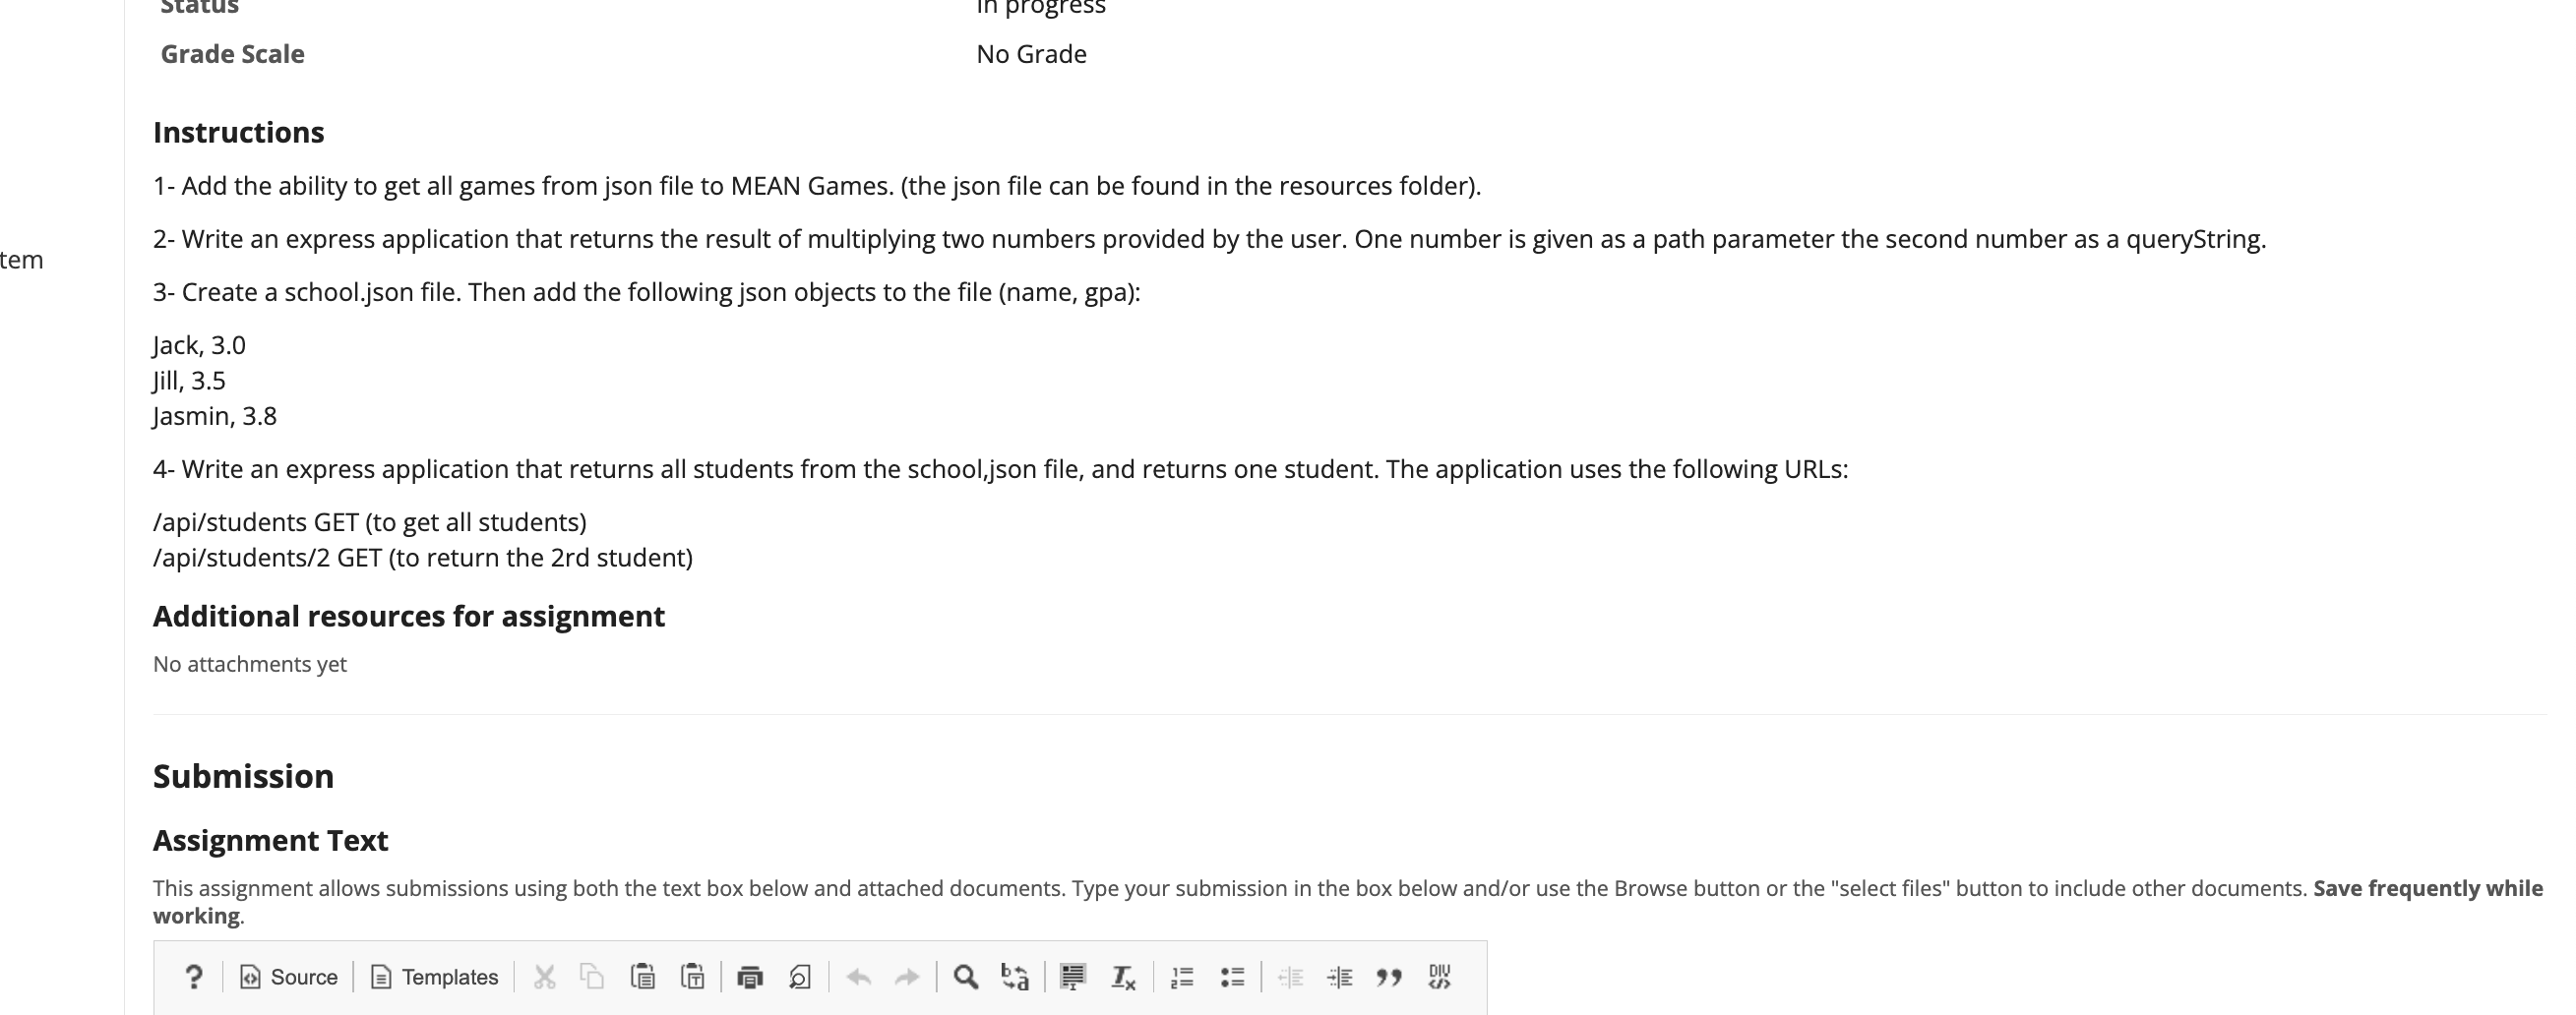 Status In progress
Grade Scale No Grade
Instructions
1- Add the ability to get all games from json file to MEAN Games. (the json file can be found in the resources folder).
2- Write an express application that returns the result of multiplying two numbers provided by the user. One number is given as a path parameter the second number as a queryString.
tem
3- Create a school.json file. Then add the following json objects to the file (name, gpa):
Jack, 3.0
Jill, 3.5
Jasmin, 3.8
4- Write an express application that returns all students from the school,json file, and returns one student. The application uses the following URLs:
/api/students GET (to get all students)
/api/students/2 GET (to return the 2rd student)
Additional resources for assignment
No attachments yet
Submission
Assignment Text
This assignment allows submissions using both the text box below and attached documents. Type your submission in the box below and/or use the Browse button or the "select files" button to include other documents. Save frequently while
working.
? Source Templates